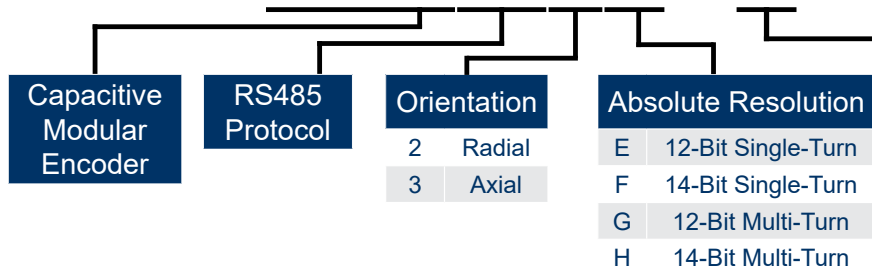 Capacitive
Modular
Encoder
RS485
Protocol
Orientation
2 Radial
3 Axial
Absolute Resolution
E 12-Bit Single-Turn
F 14-Bit Single-Turn
G 12-Bit Multi-Turn
H 14-Bit Multi-Turn